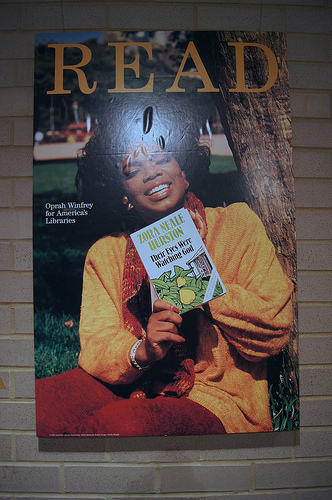 READ
Oprah Winfrey
for America's
Libraries
ZORA NEALE
HURSTON
Their Eyes Were
Watching God